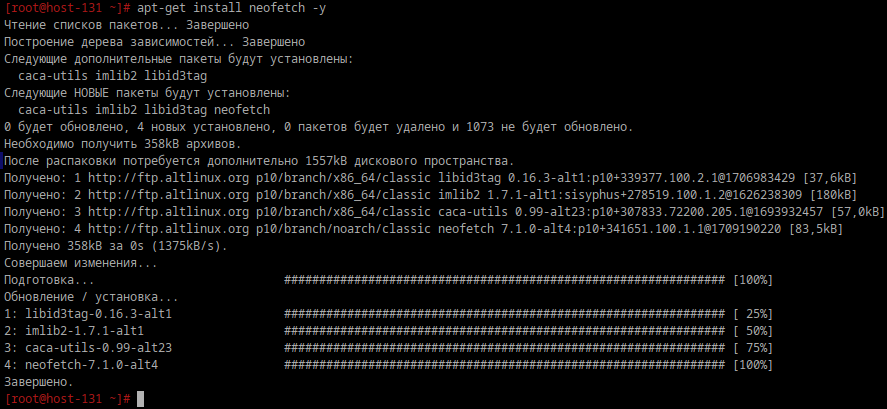 [root@host-131 ~]# apt-get install neofetch -y
Чтение списков пакетов... Завершено
Построение дерева зависимостей... Завершено
Следующие дополнительные пакеты будут установлены:
  caca-utils imlib2 libid3tag
Следующие НОВЫЕ пакеты будут установлены:
  caca-utils imlib2 libid3tag neofetch
0 будет обновлено, 4 новых установлено, 0 пакетов будет удалено и 1073 не будет обновлено.
Необходимо получить 358kB архивов.
После распаковки потребуется дополнительно 1557kB дискового пространства.
Получено: 1 http://ftp.altlinux.org p10/branch/x86_64/classic libid3tag 0.16.3-alt1:p10+339377.100.2.1@1706983429 [37,6kB]
Получено: 2 http://ftp.altlinux.org p10/branch/x86_64/classic imlib2 1.7.1-alt1:sisyphus+278519.100.1.2@1626238309 [180kB]
Получено: 3 http://ftp.altlinux.org p10/branch/x86_64/classic caca-utils 0.99-alt23:p10+307833.72200.205.1@1693932457 [57,0kB]
Получено: 4 http://ftp.altlinux.org p10/branch/noarch/classic neofetch 7.1.0-alt4:p10+341651.100.1.1@1709190220 [83,5kB]
Получено 358kB за 0s (1375kB/s).
Совершаем изменения...
Подготовка...                           ############################################################### [100%]
Обновление / установка...
1: libid3tag-0.16.3-alt1                ############################################################### [ 25%]
2: imlib2-1.7.1-alt1                    ############################################################### [ 50%]
3: caca-utils-0.99-alt23                ############################################################### [ 75%]
4: neofetch-7.1.0-alt4                  ############################################################### [100%]
Завершено.
[root@host-131 ~]#